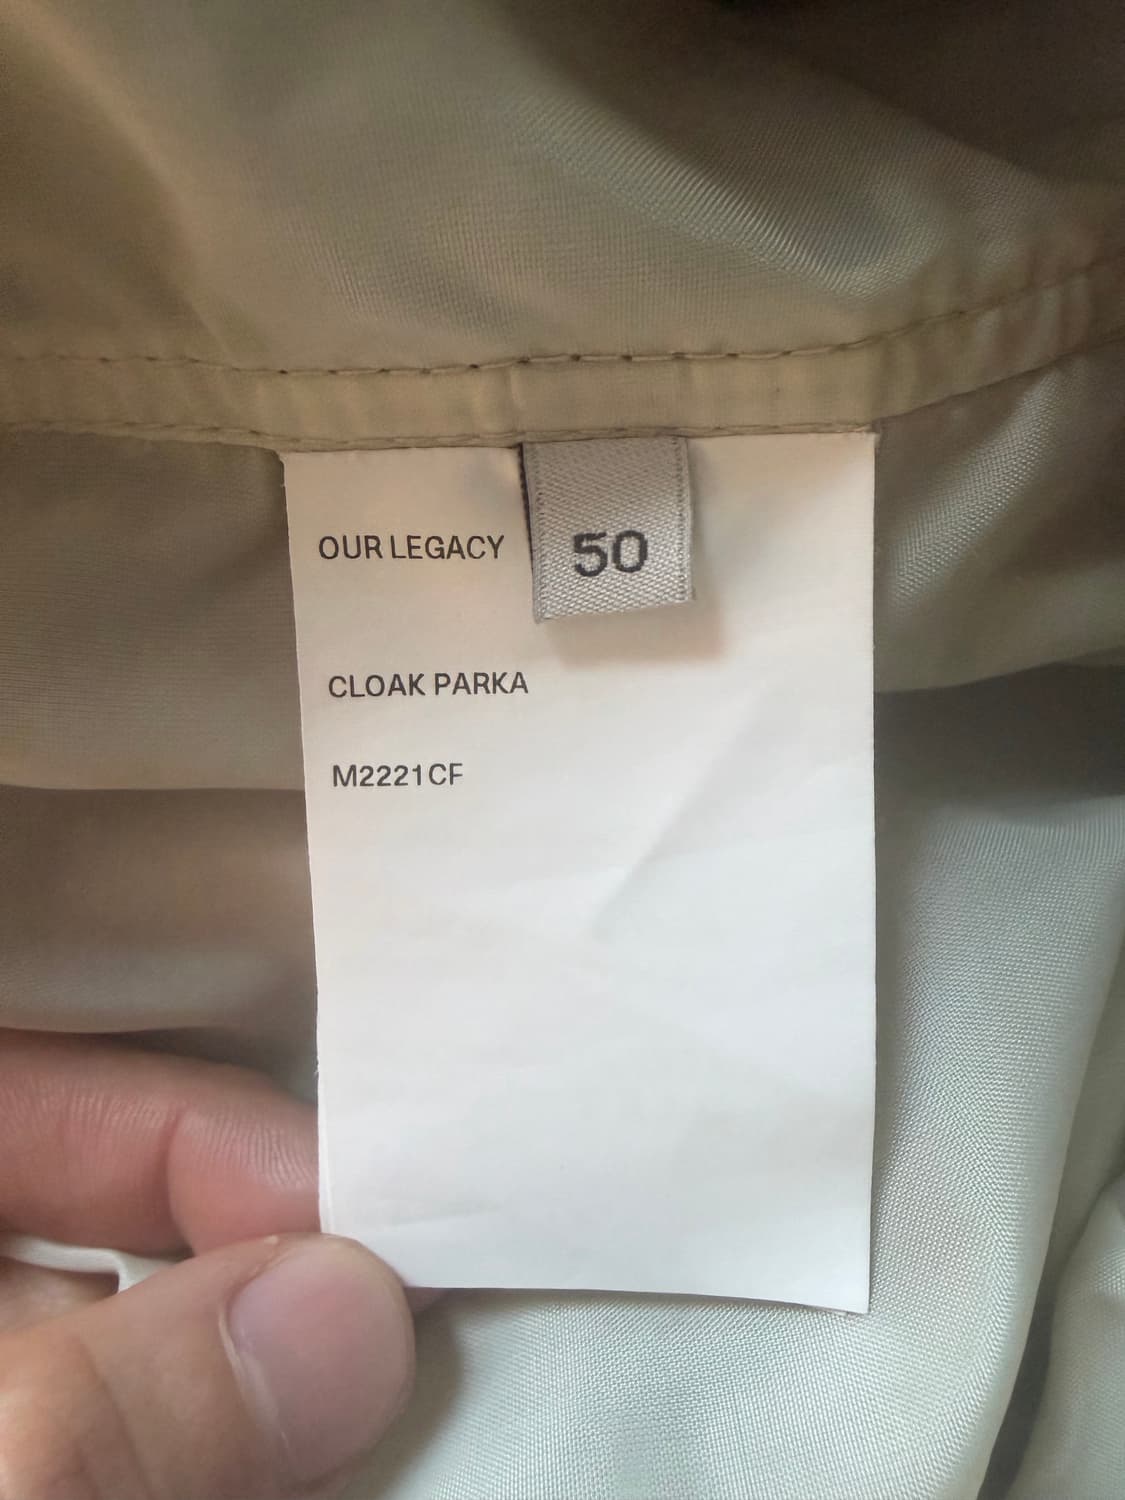 OUR LEGACY
50
CLOAK PARKA
M2221CF